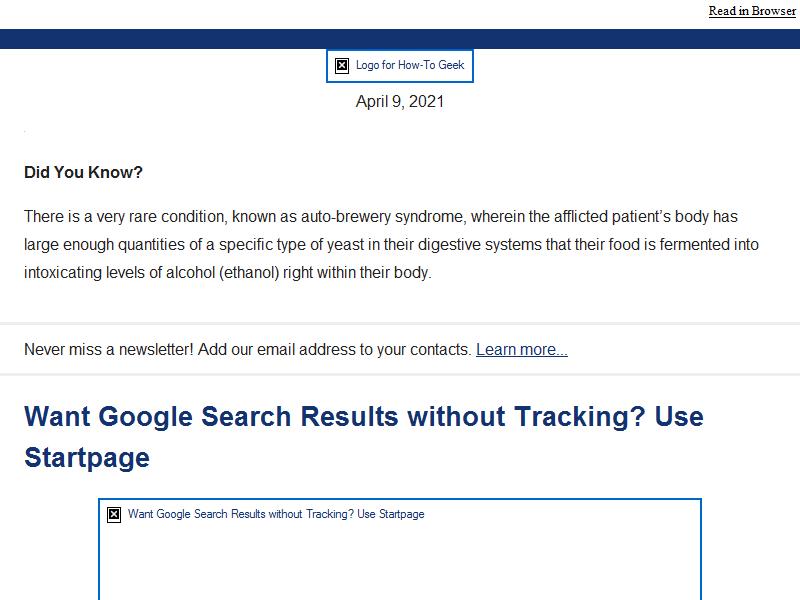 Read in Browser
Logo for How-To Geek
April 9, 2021
Did You Know?
There is a very rare condition, known as auto-brewery syndrome, wherein the afflicted patient’s body has
large enough quantities of a specific type of yeast in their digestive systems that their food is fermented into
intoxicating levels of alcohol (ethanol) right within their body.
Never miss a newsletter! Add our email address to your contacts. Learn more...
Want Google Search Results without Tracking? Use
Startpage
Want Google Search Results without Tracking? Use Startpage